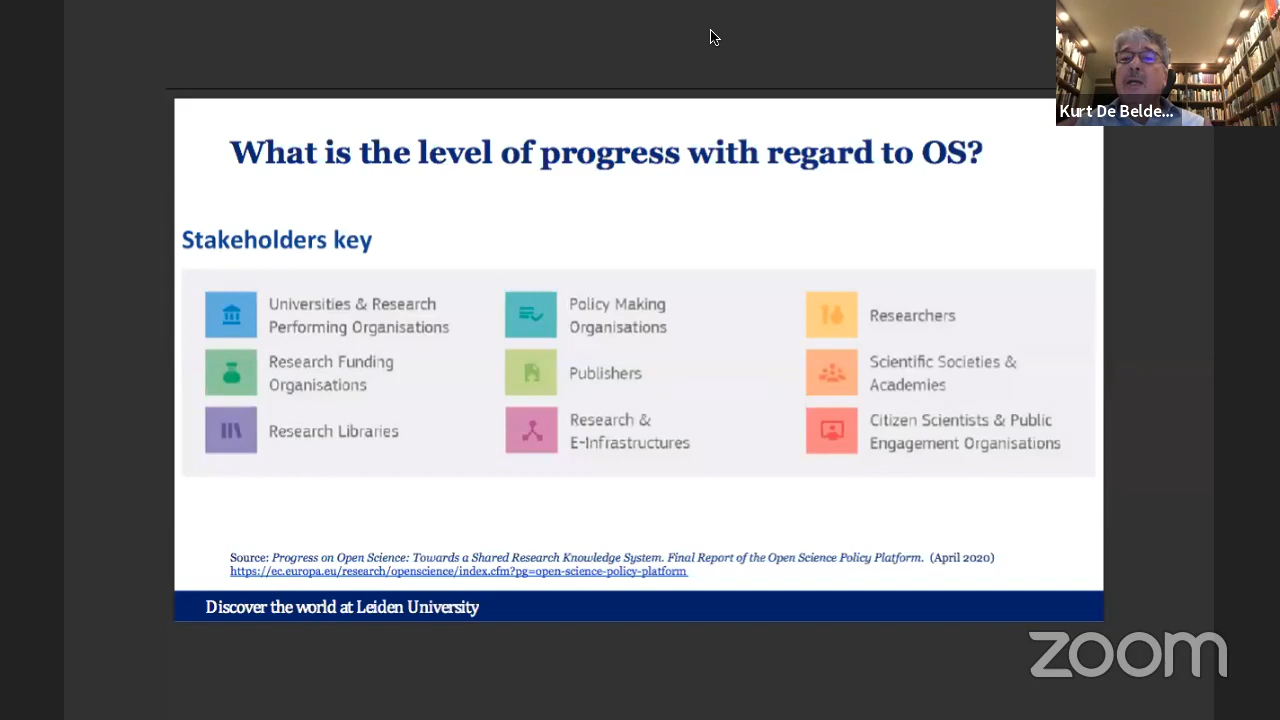 Kurt De Belde...
What is the level of progress with regard to OS?
Stakeholders key
Universities & Research
Performing Organisations
Policy Making
Organisations
Researchers
Research Funding
Organisations
Publishers
Scientific Societies &
Academies
Research Libraries
Research &
E-Infrastructures
Citizen Scientists & Public
Engagement Organisations
Source: Progress on Open Science: Towards a Shared Research Knowledge System. Final Report of the Open Science Policy Platform. (April 2020)
https://ec.europa.eu/research/openscience/index.cfm?pg=open-science-policy-platform
Discover the world at Leiden University
zoom